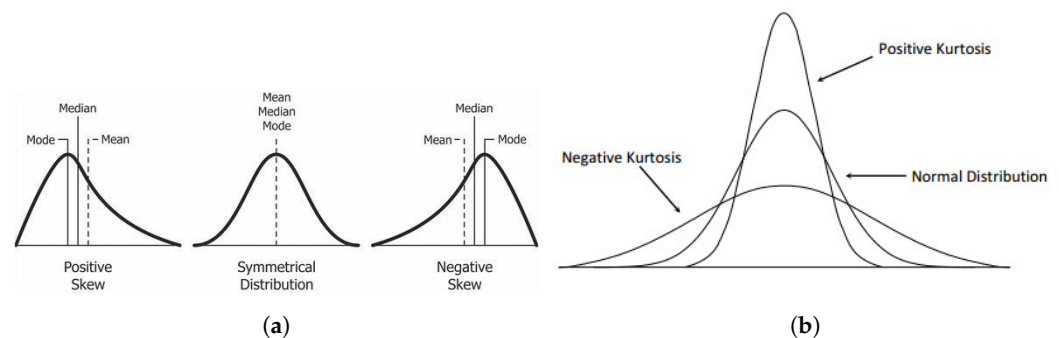 Median
Mode
Mean
Positive
Skew
Mean
Median
Mode
Symmetrical
Distribution
Median
Mean
Mode
Negative
Skew
(a)
Positive Kurtosis
Negative Kurtosis
Normal Distribution
(b)